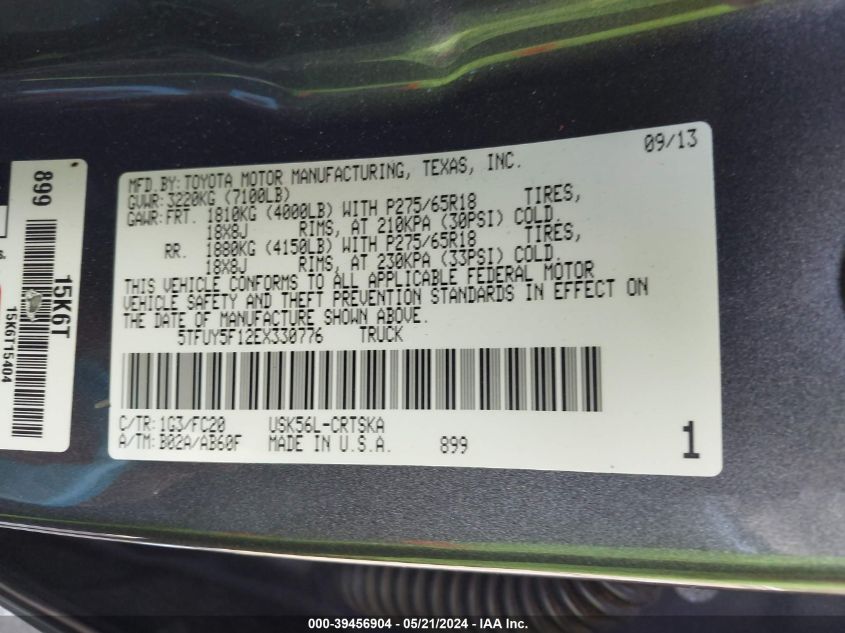 09/13
MFD.BY:TOYOTA MOTOR MANUFACTURING, TEXAS, INC.
GVWR:3220KG (7100LB)
GAWR:FRT. 1810KG (4000LB) WITH P275/65R18 TIRES,
18X8J RIMS, AT 210KPA (30PSI) COLD.
RR. 1880KG (4150LB) WITH P275/65R18 TIRES,
18X8J RIMS, AT 230KPA (33PSI) COLD.
THIS VEHICLE CONFORMS TO ALL APPLICABLE FEDERAL MOTOR
VEHICLE SAFETY AND THEFT PREVENTION STANDARDS IN EFFECT ON
THE DATE OF MANUFACTURE SHOWN ABOVE.
5TFUY5F12EX330776 TRUCK
C/TR:1G3/FC20 USK56L-CRTSKA
A/TM:B02A/AB60F MADE IN U.S.A. 899
1
899
15K6T
15K6T15404
000-39456904 — 05/21/2024 — IAA Inc.